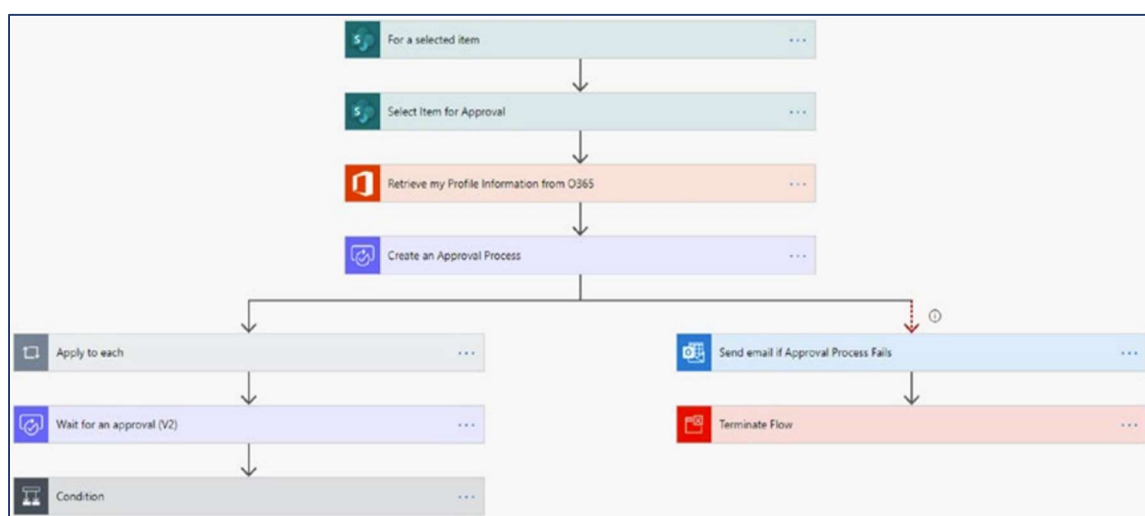 For a selected item
Select Item for Approval
Retrieve my Profile Information from O365
Create an Approval Process
Apply to each
Send email if Approval Process Fails
Wait for an approval (V2)
Terminate Flow
Condition